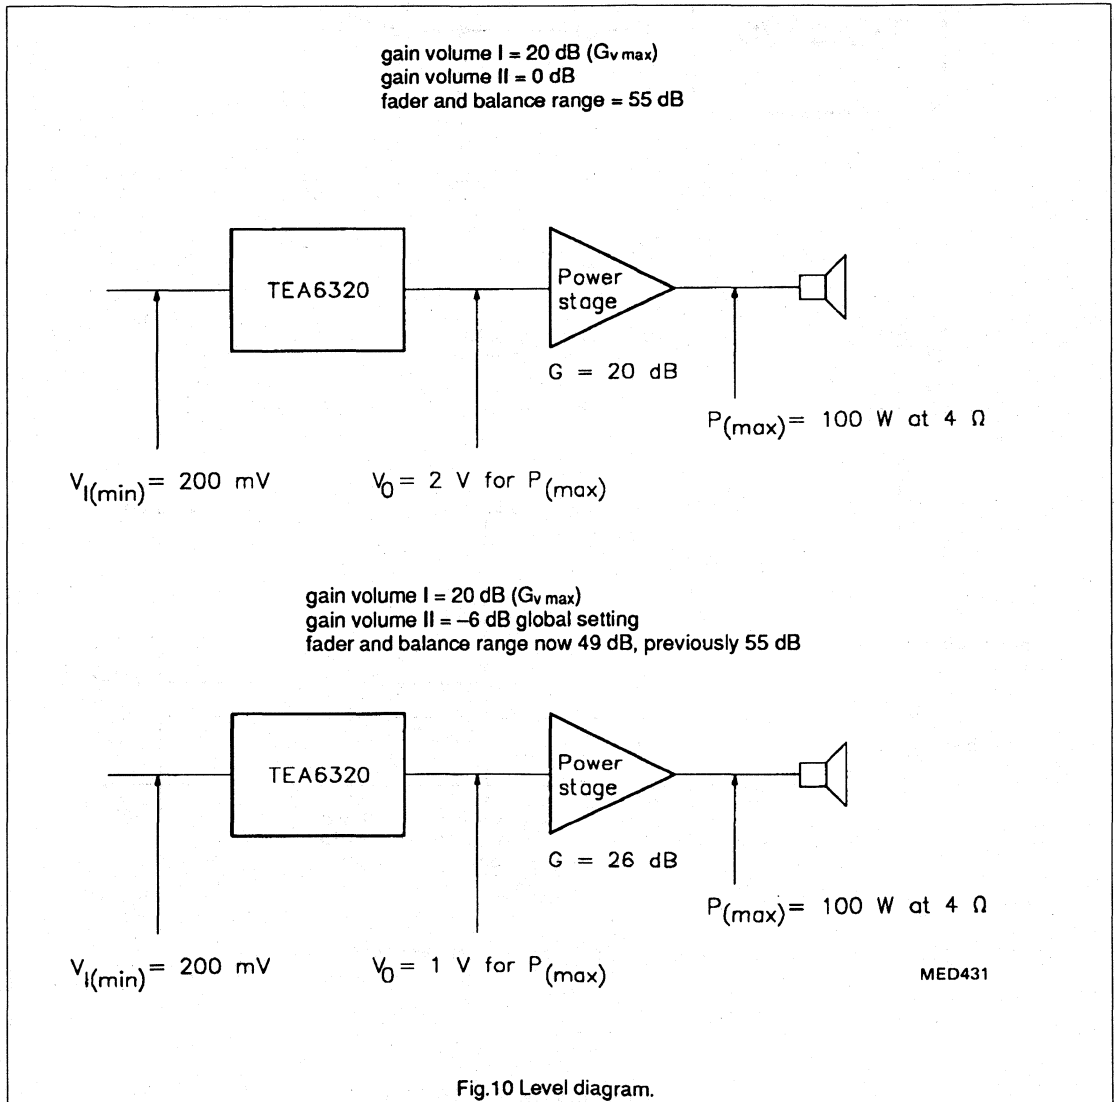 gain volume I = 20 dB (Gv max)
gain volume II = 0 dB
fader and balance range = 55 dB
TEA6320
Power
stage
G = 20 dB
P(max)= 100 W at 4 Ω
VI(min)= 200 mV
VO= 2 V for P(max)
gain volume I = 20 dB (Gv max)
gain volume II = –6 dB global setting
fader and balance range now 49 dB, previously 55 dB
TEA6320
Power
stage
G = 26 dB
P(max)= 100 W at 4 Ω
VI(min)= 200 mV
VO= 1 V for P(max)
MED431
Fig.10 Level diagram.